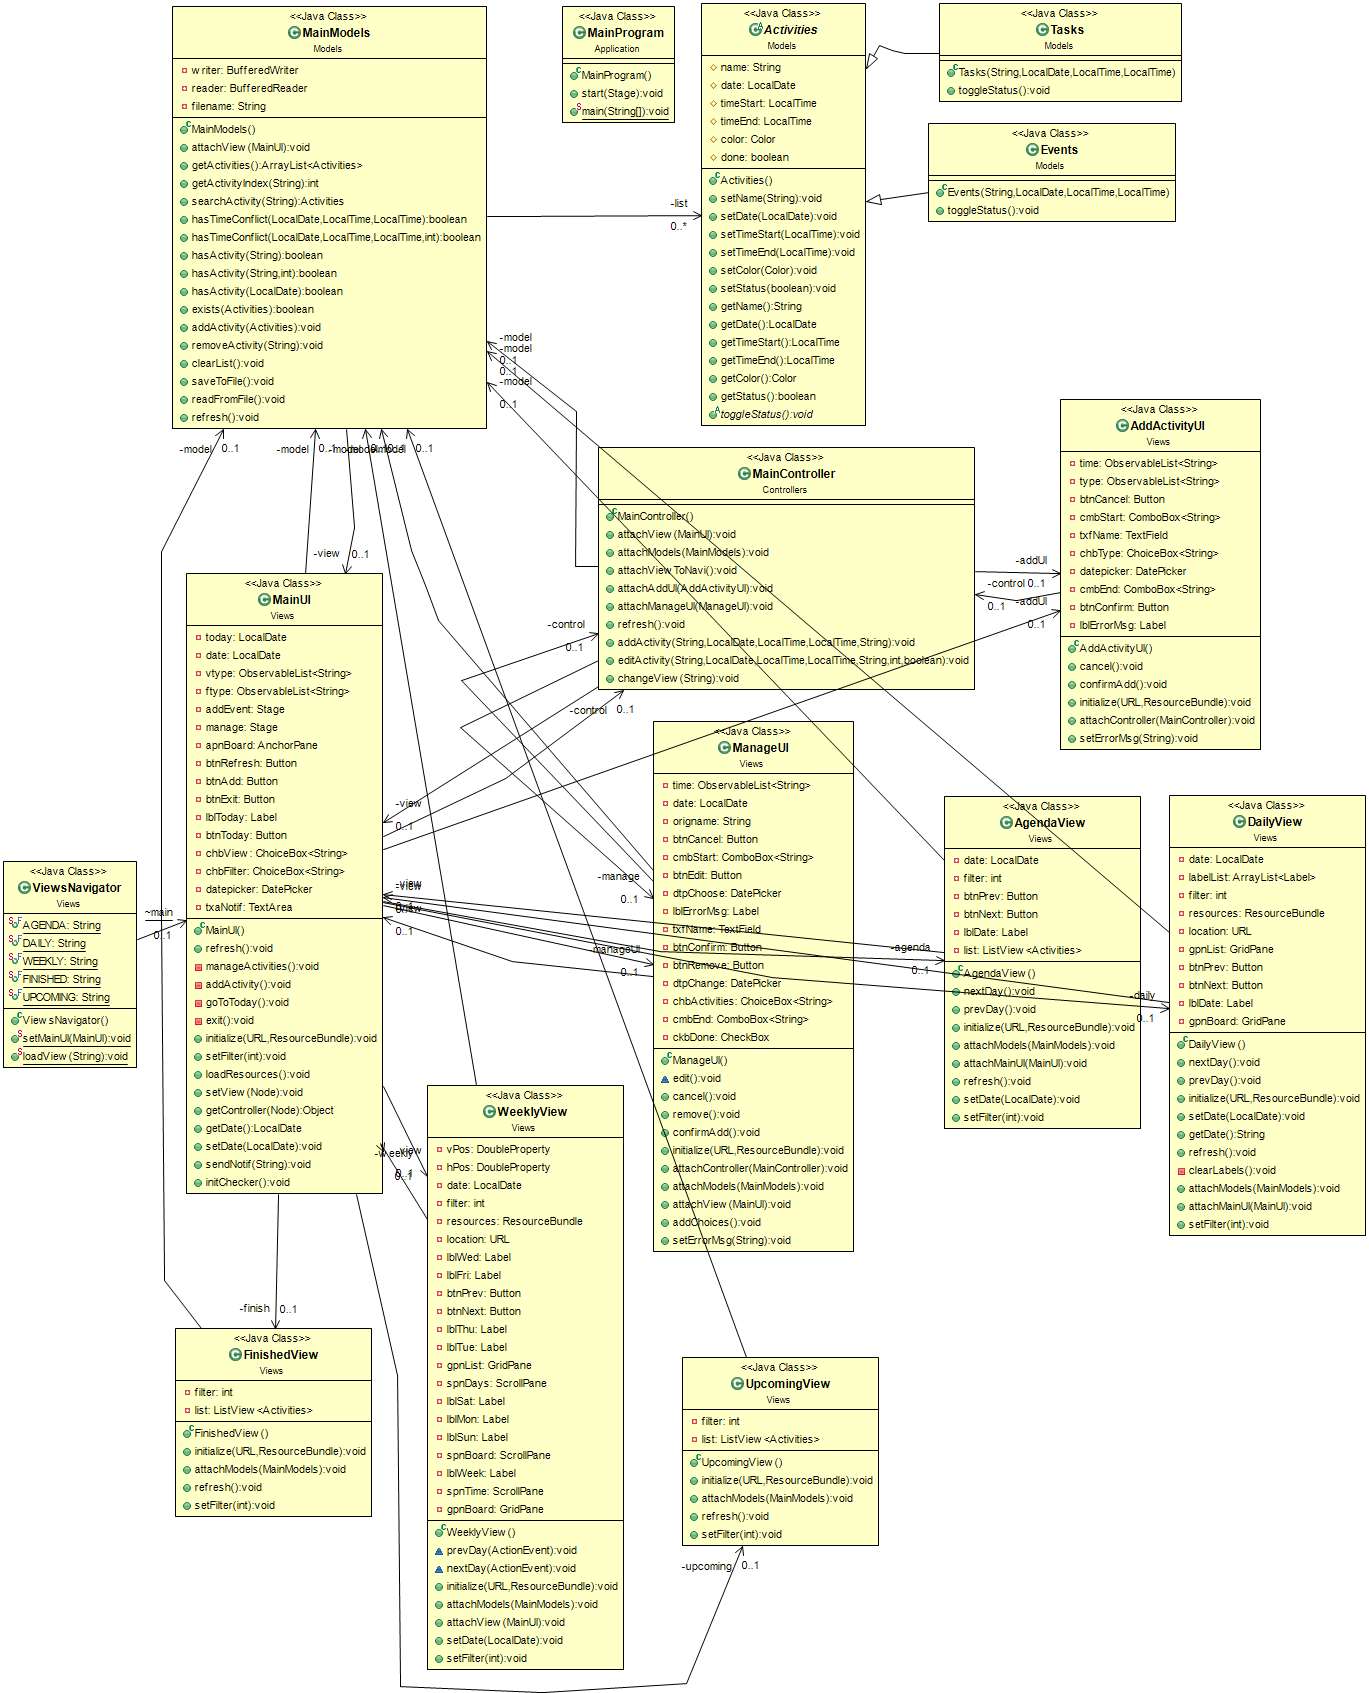 <<Java Class>>
MainModels
Models
writer: BufferedWriter
reader: BufferedReader
filename: String
MainModels()
attachView(MainUI):void
getActivities():ArrayList<Activities>
getActivityIndex(String):int
searchActivity(String):Activities
hasTimeConflict(LocalDate,LocalTime,LocalTime):boolean
hasTimeConflict(LocalDate,LocalTime,LocalTime,int):boolean
hasActivity(String):boolean
hasActivity(String,int):boolean
hasActivity(LocalDate):boolean
exists(Activities):boolean
addActivity(Activities):void
removeActivity(String):void
clearList():void
saveToFile():void
readFromFile():void
refresh():void
<<Java Class>>
MainProgram
Application
MainProgram()
start(Stage):void
main(String[]):void
<<Java Class>>
Activities
Models
name: String
date: LocalDate
timeStart: LocalTime
timeEnd: LocalTime
color: Color
done: boolean
Activities()
setName(String):void
setDate(LocalDate):void
setTimeStart(LocalTime):void
setTimeEnd(LocalTime):void
setColor(Color):void
setStatus(boolean):void
getName():String
getDate():LocalDate
getTimeStart():LocalTime
getTimeEnd():LocalTime
getColor():Color
getStatus():boolean
toggleStatus():void
<<Java Class>>
Tasks
Models
Tasks(String,LocalDate,LocalTime,LocalTime)
toggleStatus():void
<<Java Class>>
Events
Models
Events(String,LocalDate,LocalTime,LocalTime)
toggleStatus():void
-list
0..*
-model
-model
0..1
0..1
-model
0..1
-model
0..1
-model
0..1
-model
-model
-model
0..1
-view
0..1
<<Java Class>>
MainController
Controllers
MainController()
attachView(MainUI):void
attachModels(MainModels):void
attachViewToNavi():void
attachAddUI(AddActivityUI):void
attachManageUI(ManageUI):void
refresh():void
addActivity(String,LocalDate,LocalTime,LocalTime,String):void
editActivity(String,LocalDate,LocalTime,LocalTime,String,int,boolean):void
changeView(String):void
<<Java Class>>
AddActivityUI
Views
time: ObservableList<String>
type: ObservableList<String>
btnCancel: Button
cmbStart: ComboBox<String>
txfName: TextField
chbType: ChoiceBox<String>
datepicker: DatePicker
cmbEnd: ComboBox<String>
btnConfirm: Button
lblErrorMsg: Label
AddActivityUI()
cancel():void
confirmAdd():void
initialize(URL,ResourceBundle):void
attachController(MainController):void
setErrorMsg(String):void
-addUI
-control 0..1
0..1
-addUI
0..1
-control
0..1
-control
0..1
<<Java Class>>
MainUI
Views
today: LocalDate
date: LocalDate
vtype: ObservableList<String>
ftype: ObservableList<String>
addEvent: Stage
manage: Stage
apnBoard: AnchorPane
btnRefresh: Button
btnAdd: Button
btnExit: Button
lblToday: Label
btnToday: Button
chbView: ChoiceBox<String>
chbFilter: ChoiceBox<String>
datepicker: DatePicker
txaNotif: TextArea
MainUI()
refresh():void
manageActivities():void
addActivity():void
goToToday():void
exit():void
initialize(URL,ResourceBundle):void
setFilter(int):void
loadResources():void
setView(Node):void
getController(Node):Object
getDate():LocalDate
setDate(LocalDate):void
sendNotif(String):void
initChecker():void
<<Java Class>>
ViewsNavigator
Views
AGENDA: String
DAILY: String
WEEKLY: String
FINISHED: String
UPCOMING: String
ViewsNavigator()
setMainUI(MainUI):void
loadView(String):void
~main
0..1
-view
0..1
-view
-view
0..1
-view
0..1
-manage
0..1
-manageUI
0..1
<<Java Class>>
ManageUI
Views
time: ObservableList<String>
date: LocalDate
origname: String
btnCancel: Button
cmbStart: ComboBox<String>
btnEdit: Button
dtpChoose: DatePicker
lblErrorMsg: Label
txfName: TextField
btnConfirm: Button
btnRemove: Button
dtpChange: DatePicker
chbActivities: ChoiceBox<String>
cmbEnd: ComboBox<String>
ckbDone: CheckBox
ManageUI()
edit():void
cancel():void
remove():void
confirmAdd():void
initialize(URL,ResourceBundle):void
attachController(MainController):void
attachModels(MainModels):void
attachView(MainUI):void
addChoices():void
setErrorMsg(String):void
-agenda
0..1
<<Java Class>>
AgendaView
Views
date: LocalDate
filter: int
btnPrev: Button
btnNext: Button
lblDate: Label
list: ListView<Activities>
AgendaView()
nextDay():void
prevDay():void
initialize(URL,ResourceBundle):void
attachModels(MainModels):void
attachMainUI(MainUI):void
refresh():void
setDate(LocalDate):void
setFilter(int):void
-daily
0..1
<<Java Class>>
DailyView
Views
date: LocalDate
labelList: ArrayList<Label>
filter: int
resources: ResourceBundle
location: URL
gpnList: GridPane
btnPrev: Button
btnNext: Button
lblDate: Label
gpnBoard: GridPane
DailyView()
nextDay():void
prevDay():void
initialize(URL,ResourceBundle):void
setDate(LocalDate):void
getDate():String
refresh():void
clearLabels():void
attachModels(MainModels):void
attachMainUI(MainUI):void
setFilter(int):void
-view
-weekly
0..1
0..1
<<Java Class>>
WeeklyView
Views
vPos: DoubleProperty
hPos: DoubleProperty
date: LocalDate
filter: int
resources: ResourceBundle
location: URL
lblWed: Label
lblFri: Label
btnPrev: Button
btnNext: Button
lblThu: Label
lblTue: Label
gpnList: GridPane
spnDays: ScrollPane
lblSat: Label
lblMon: Label
lblSun: Label
spnBoard: ScrollPane
lblWeek: Label
spnTime: ScrollPane
gpnBoard: GridPane
WeeklyView()
prevDay(ActionEvent):void
nextDay(ActionEvent):void
initialize(URL,ResourceBundle):void
attachModels(MainModels):void
attachView(MainUI):void
setDate(LocalDate):void
setFilter(int):void
-finish
0..1
<<Java Class>>
FinishedView
Views
filter: int
list: ListView<Activities>
FinishedView()
initialize(URL,ResourceBundle):void
attachModels(MainModels):void
refresh():void
setFilter(int):void
<<Java Class>>
UpcomingView
Views
filter: int
list: ListView<Activities>
UpcomingView()
initialize(URL,ResourceBundle):void
attachModels(MainModels):void
refresh():void
setFilter(int):void
-upcoming
0..1